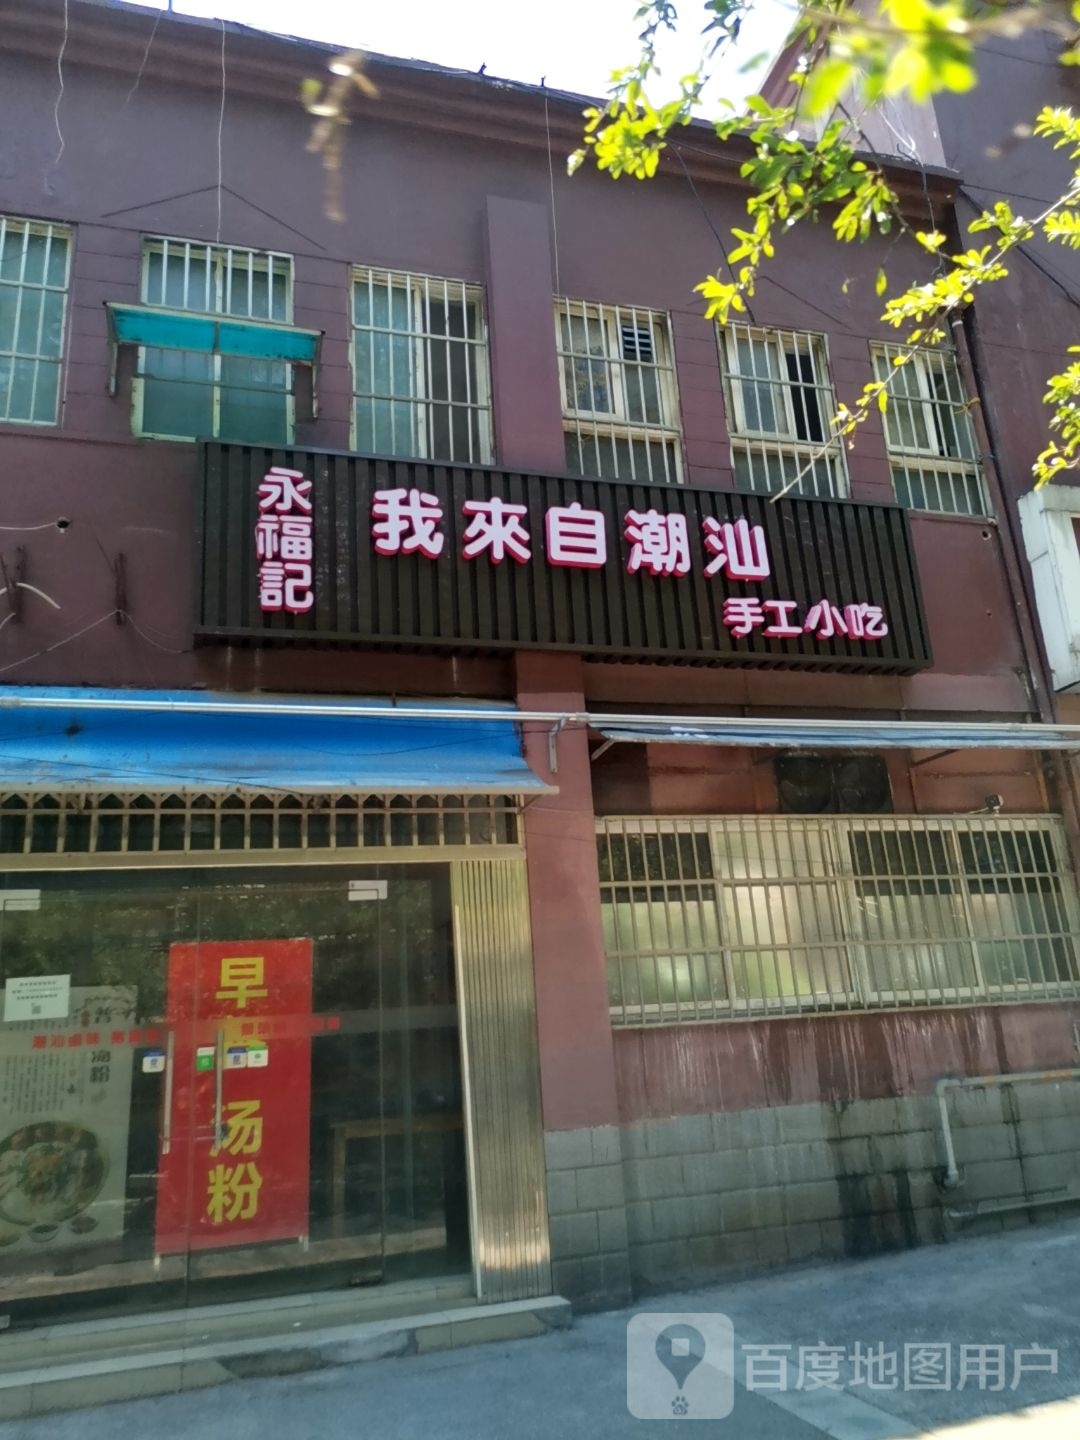 永福記
我來自潮汕
手工小吃
早餐 汤粉
百度地图用户